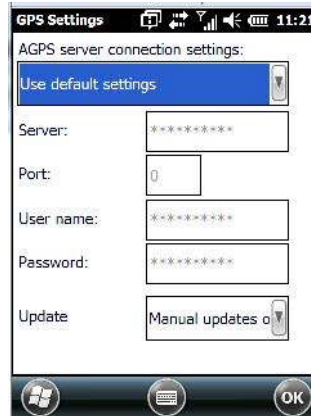 GPS Settings 11:21
AGPS server connection settings:
Use default settings
Server: **********
Port: 0
User name: **********
Password: **********
Update Manual updates o
OK